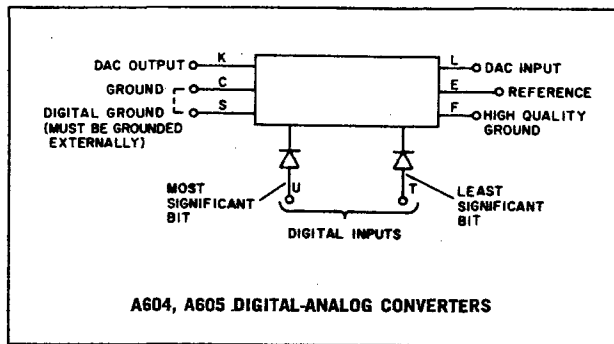 DAC OUTPUT K
GROUND C
DIGITAL GROUND S
(MUST BE GROUNDED
EXTERNALLY)
L DAC INPUT
E REFERENCE
F HIGH QUALITY
GROUND
MOST
SIGNIFICANT
BIT
U
T
LEAST
SIGNIFICANT
BIT
DIGITAL INPUTS
A604, A605 DIGITAL-ANALOG CONVERTERS